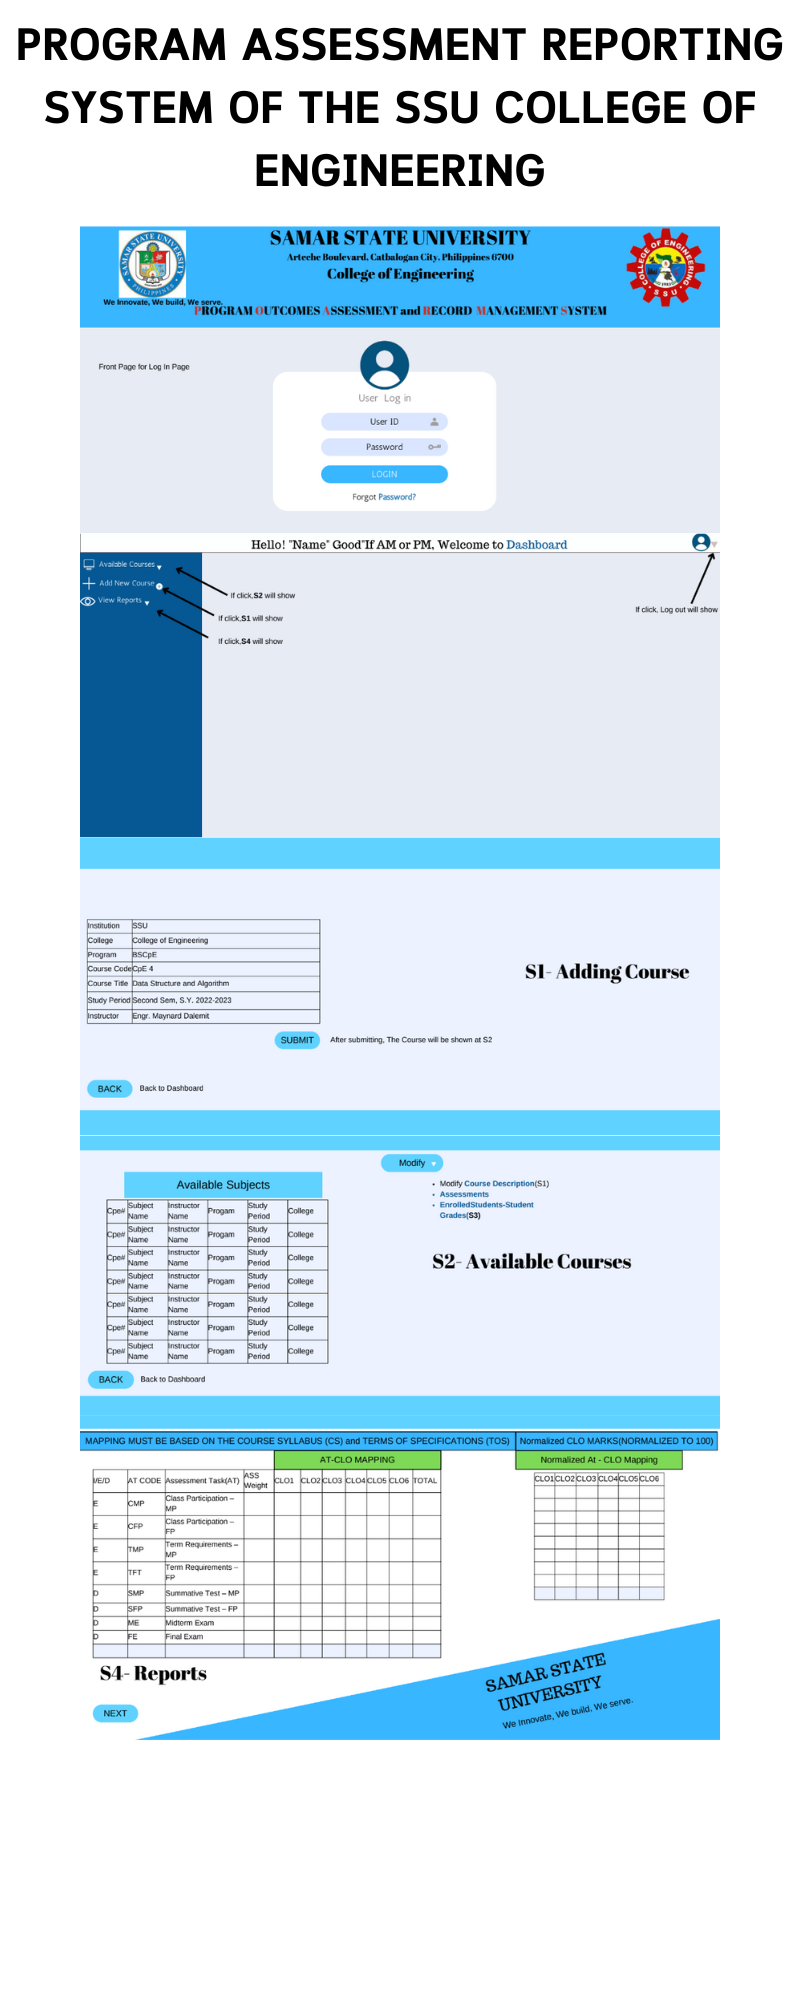 PROGRAM ASSESSMENT REPORTING
SYSTEM OF THE SSU COLLEGE OF
ENGINEERING
SAMAR STATE UNIVERSITY
Arteche Boulevard, Catbalogan City, Philippines 6700
College of Engineering
We Innovate, We build, We serve.
PROGRAM OUTCOMES ASSESSMENT and RECORD MANAGEMENT SYSTEM
SAMAR STATE UNIVERSITY
PHILIPPINES
COLLEGE OF ENGINEERING
S S U
Front Page for Log In Page
User Log in
User ID
Password
LOGIN
Forgot Password?
Hello! "Name" Good"If AM or PM, Welcome to Dashboard
Available Courses
Add New Course
View Reports
If click,S2 will show
If click,S1 will show
If click,S4 will show
If click, Log out will show
Institution SSU
College College of Engineering
Program BSCpE
Course Code CpE 4
Course Title Data Structure and Algorithm
Study Period Second Sem, S.Y. 2022-2023
Instructor Engr. Maynard Dalemit
S1- Adding Course
SUBMIT After submitting, The Course will be shown at S2
BACK Back to Dashboard
Modify
Available Subjects
• Modify Course Description(S1)
• Assessments
• EnrolledStudents-Student
Grades(S3)
S2- Available Courses
Cpe# Subject Name Instructor Name Progam Study Period College
Cpe# Subject Name Instructor Name Progam Study Period College
Cpe# Subject Name Instructor Name Progam Study Period College
Cpe# Subject Name Instructor Name Progam Study Period College
Cpe# Subject Name Instructor Name Progam Study Period College
Cpe# Subject Name Instructor Name Progam Study Period College
Cpe# Subject Name Instructor Name Progam Study Period College
BACK Back to Dashboard
MAPPING MUST BE BASED ON THE COURSE SYLLABUS (CS) and TERMS OF SPECIFICATIONS (TOS)
Normalized CLO MARKS(NORMALIZED TO 100)
AT-CLO MAPPING
Normalized At - CLO Mapping
I/E/D AT CODE Assessment Task(AT) ASS Weight CLO1 CLO2 CLO3 CLO4 CLO5 CLO6 TOTAL
CLO1 CLO2 CLO3 CLO4 CLO5 CLO6
E CMP Class Participation – MP
E CFP Class Participation – FP
E TMP Term Requirements – MP
E TFT Term Requirements – FP
D SMP Summative Test – MP
D SFP Summative Test – FP
D ME Midterm Exam
D FE Final Exam
S4- Reports
NEXT
SAMAR STATE
UNIVERSITY
We Innovate, We build, We serve.